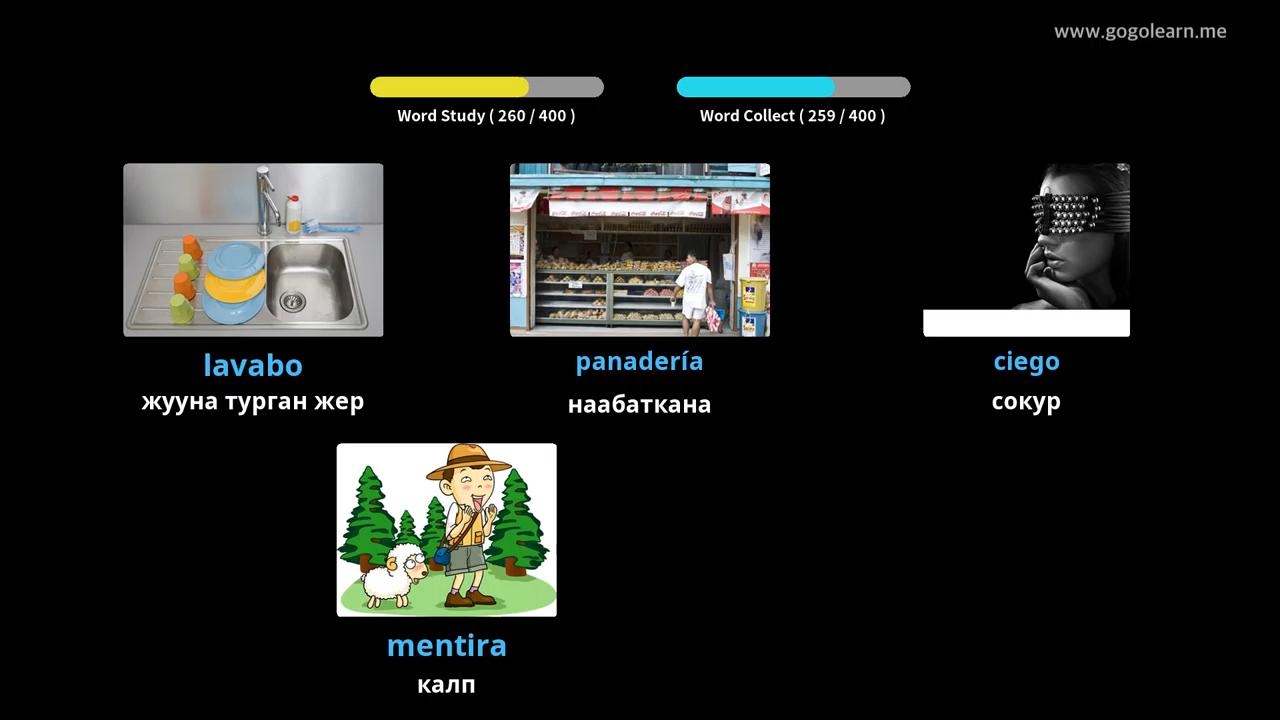 www.gogolearn.me
Word Study ( 260 / 400 )
Word Collect ( 259 / 400 )
lavabo
жууна турган жер
panadería
наабаткана
ciego
сокур
mentira
калп